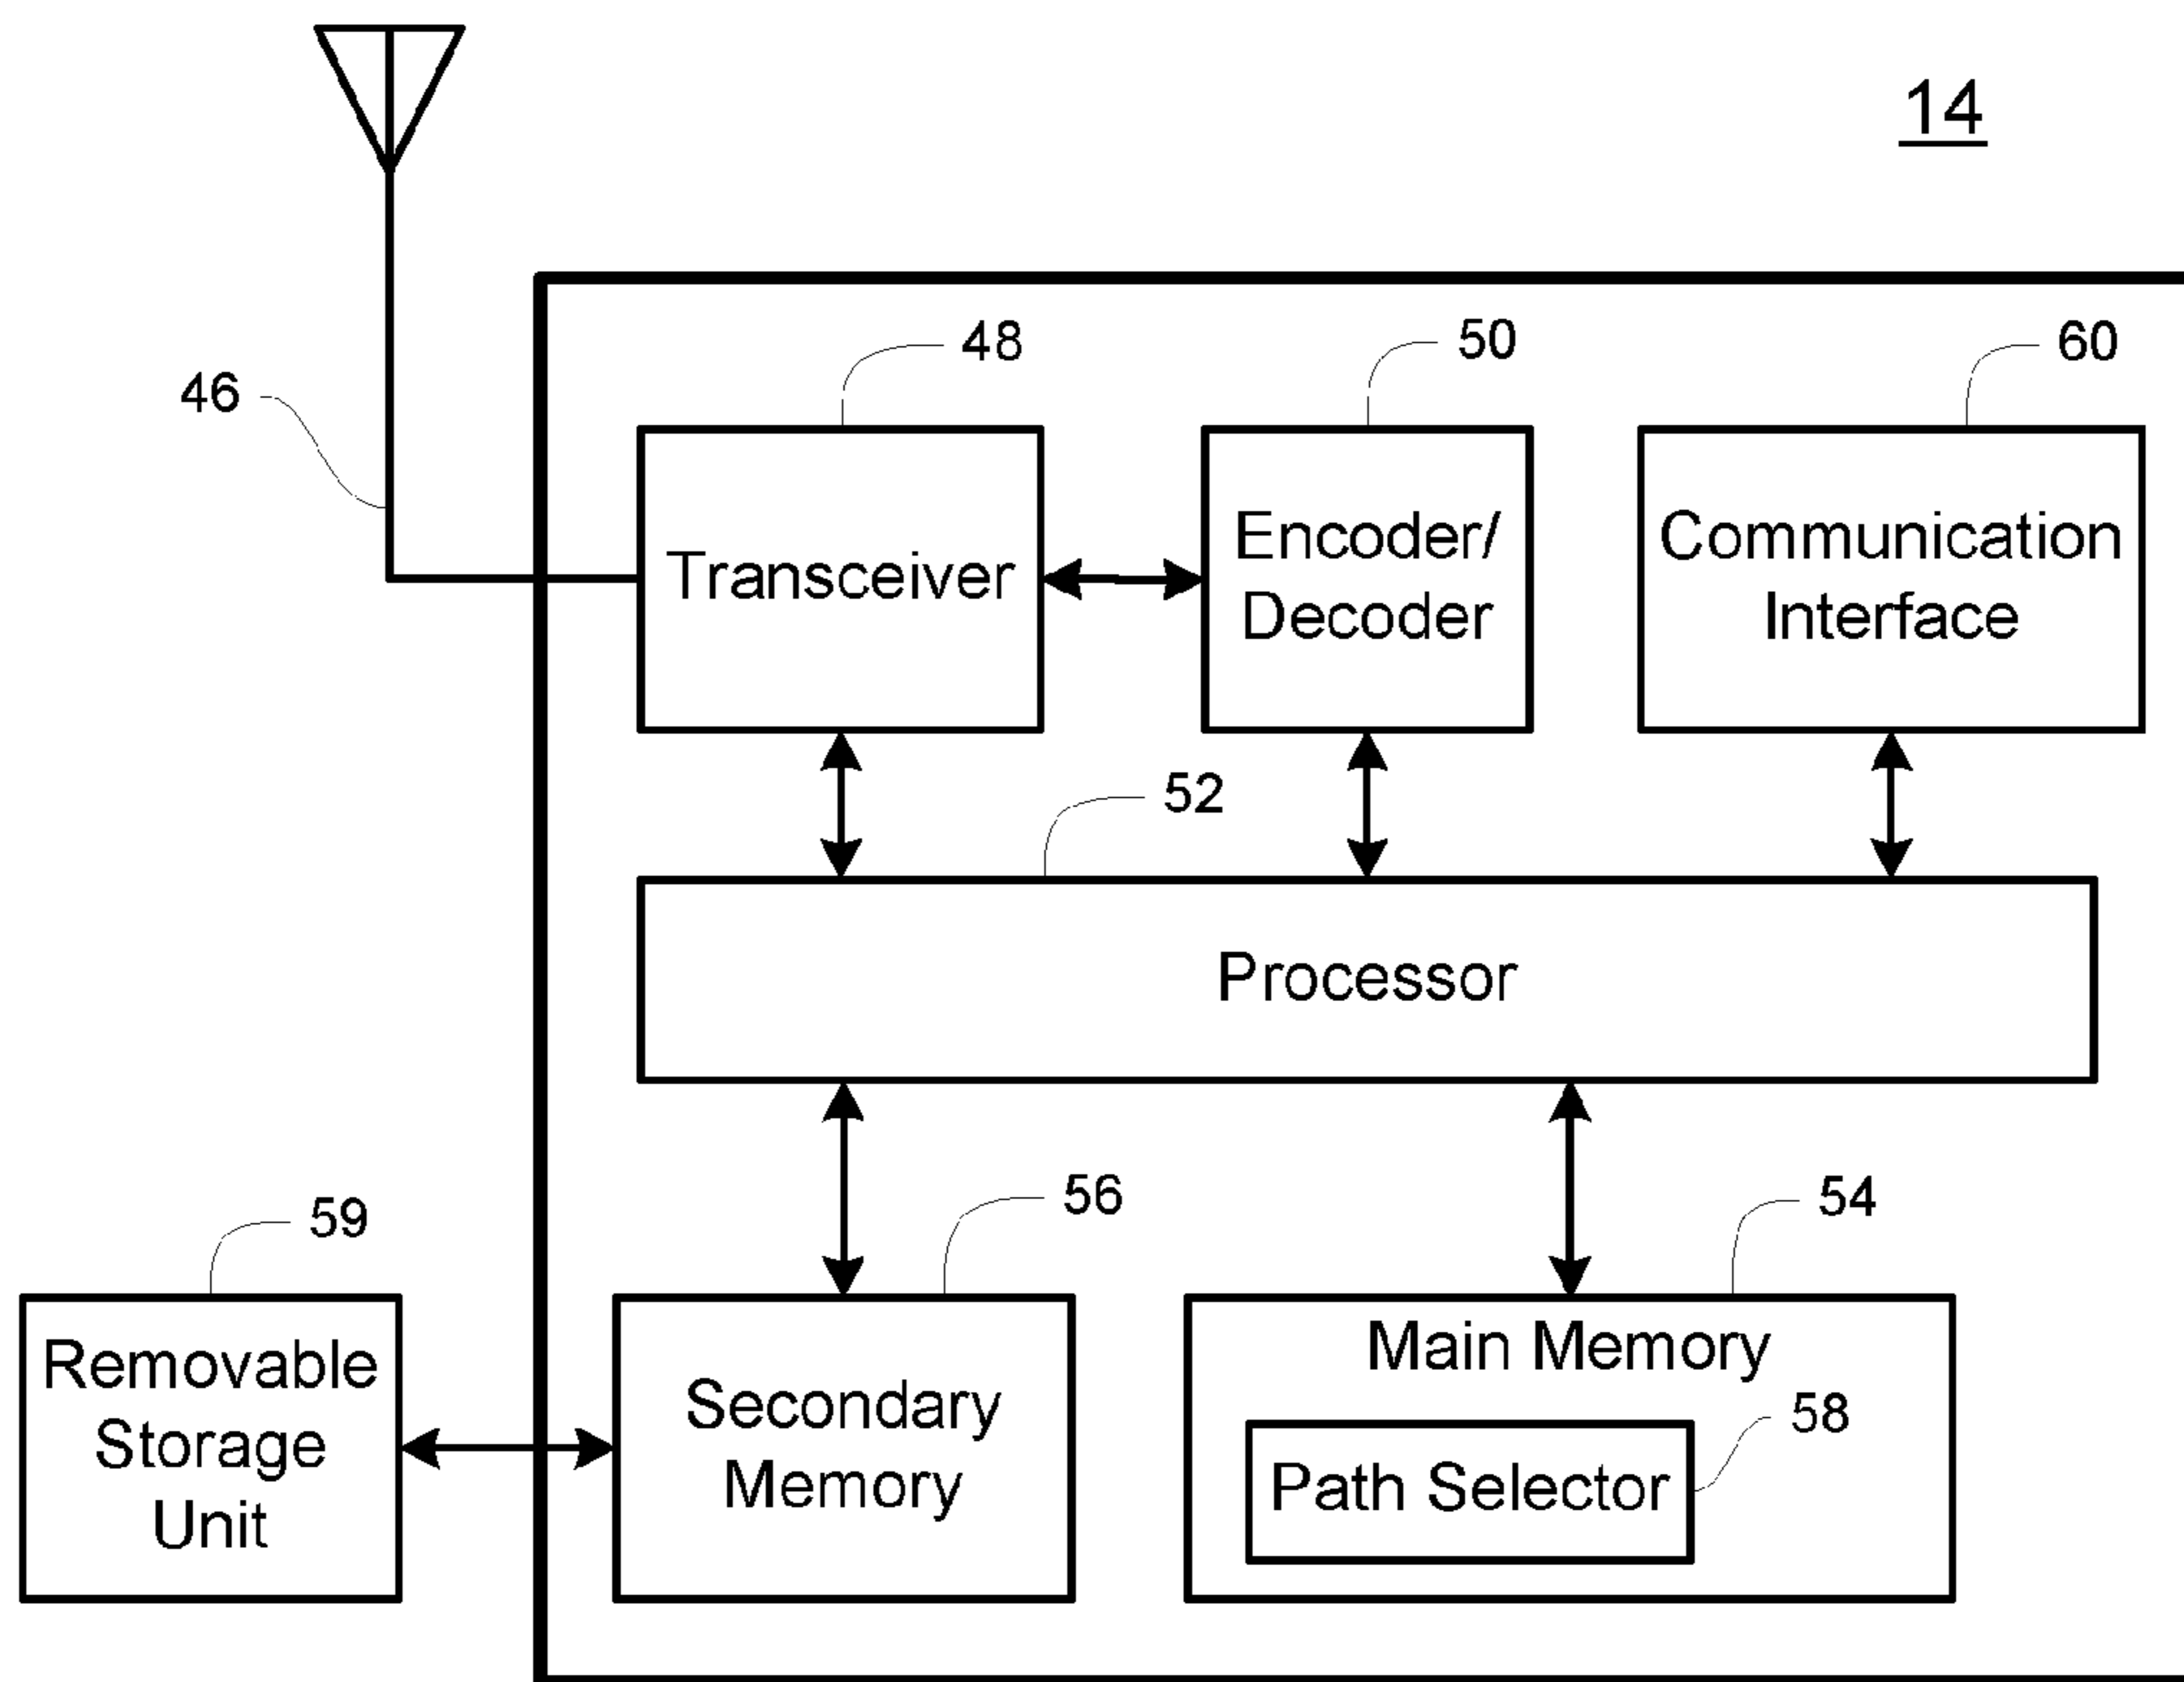 14
48
50
60
46
Transceiver
Encoder/
Decoder
Communication
Interface
52
Processor
56
54
59
Removable
Storage
Unit
Secondary
Memory
Main Memory
58
Path Selector